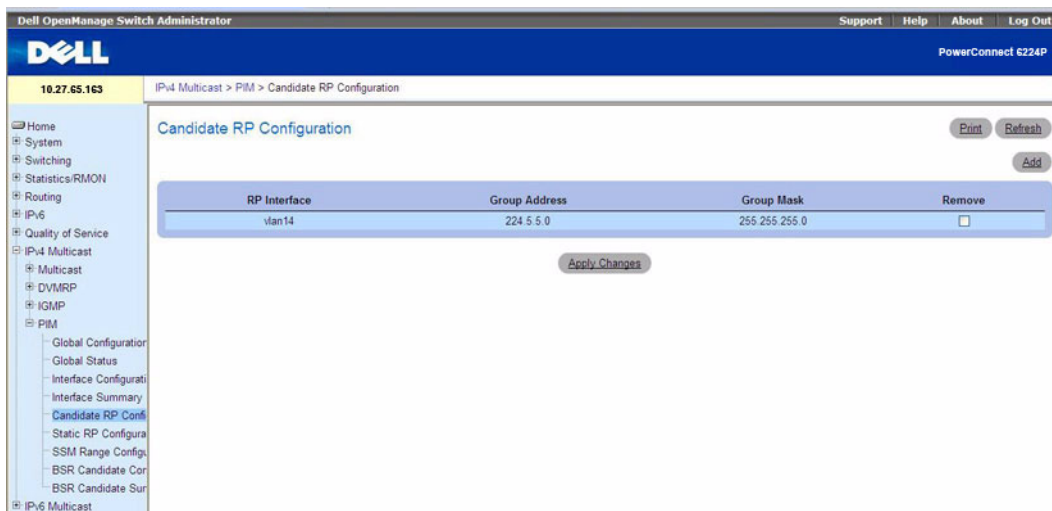 Dell OpenManage Switch Administrator
Support Help About Log Out
DELL
PowerConnect 6224P
10.27.65.163
IPv4 Multicast > PIM > Candidate RP Configuration
Home
System
Switching
Statistics/RMON
Routing
IPv6
Quality of Service
IPv4 Multicast
Multicast
DVMRP
IGMP
PIM
Global Configuration
Global Status
Interface Configurati
Interface Summary
Candidate RP Confi
Static RP Configura
SSM Range Configu
BSR Candidate Cor
BSR Candidate Sur
IPv6 Multicast
Candidate RP Configuration
Print Refresh
Add
RP Interface Group Address Group Mask Remove
vlan14 224.5.5.0 255.255.255.0
Apply Changes